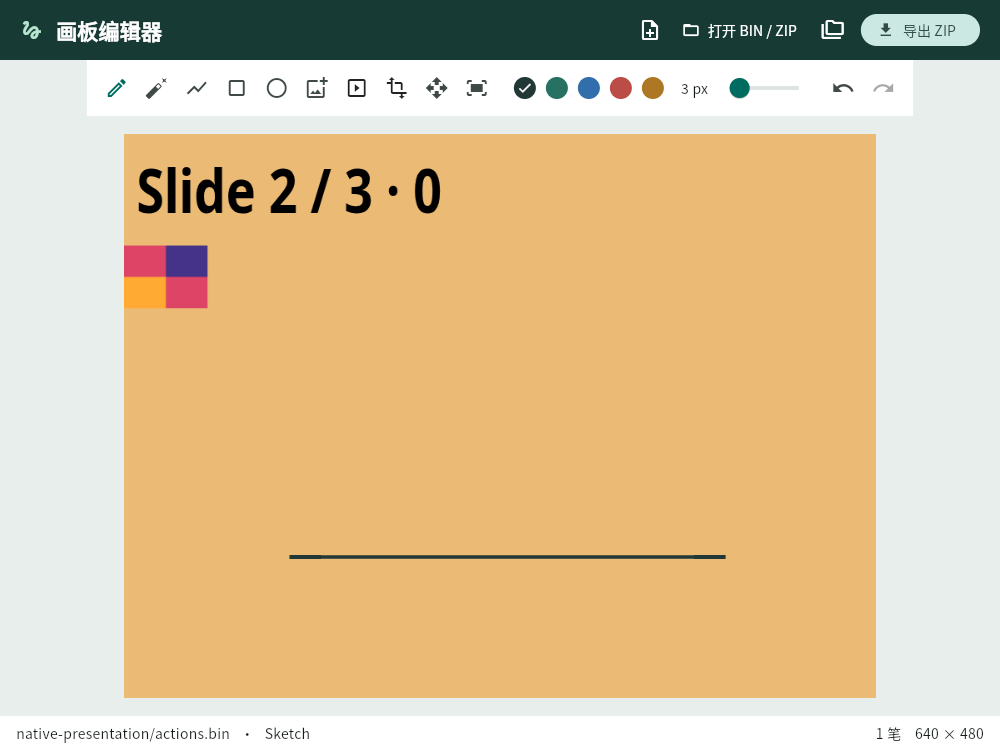 画板编辑器
打开 BIN / ZIP
导出 ZIP
3 px
Slide 2 / 3 · 0
native-presentation/actions.bin · Sketch
1 笔 640 × 480